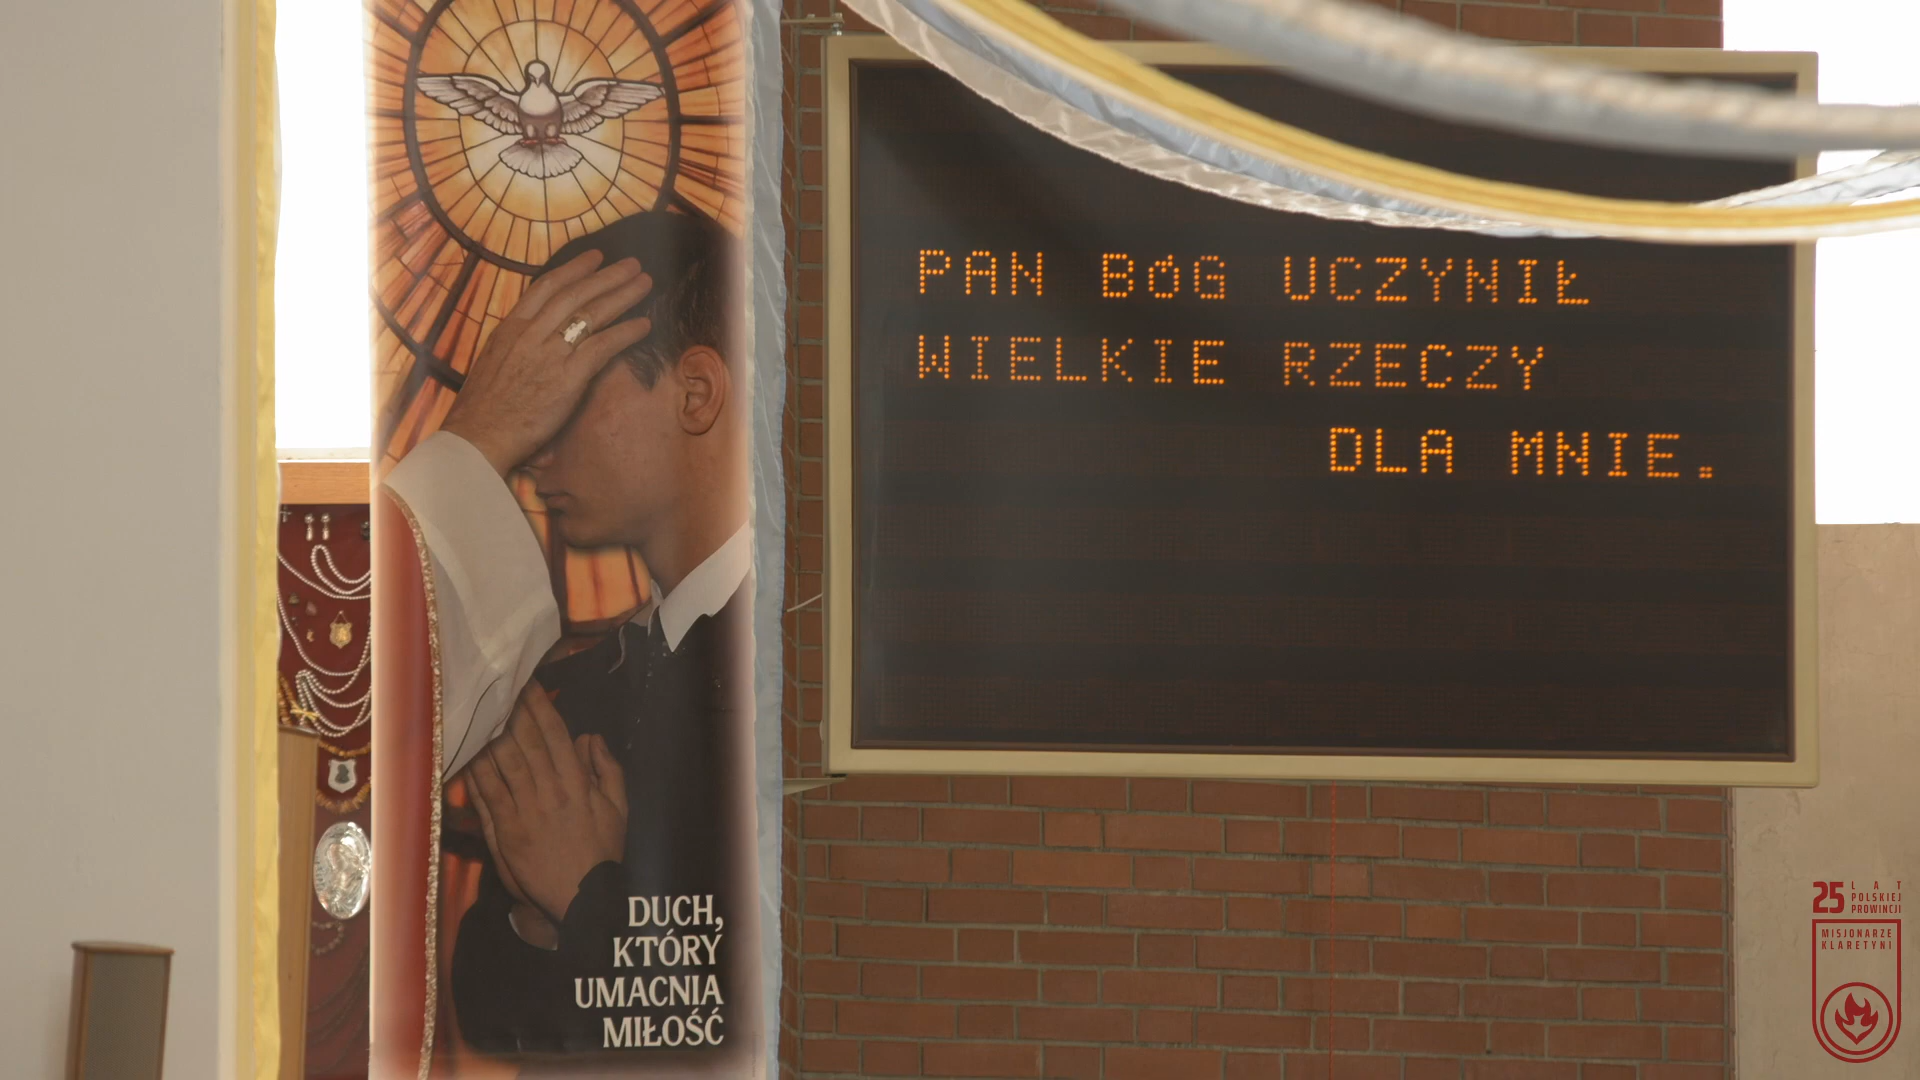 PAN BÓG UCZYNIŁ
WIELKIE RZECZY
DLA MNIE.
DUCH,
KTÓRY
UMACNIA
MIŁOŚĆ
25 LAT
POLSKIEJ
PROWINCJI
MISJONARZE
KLARETYNI